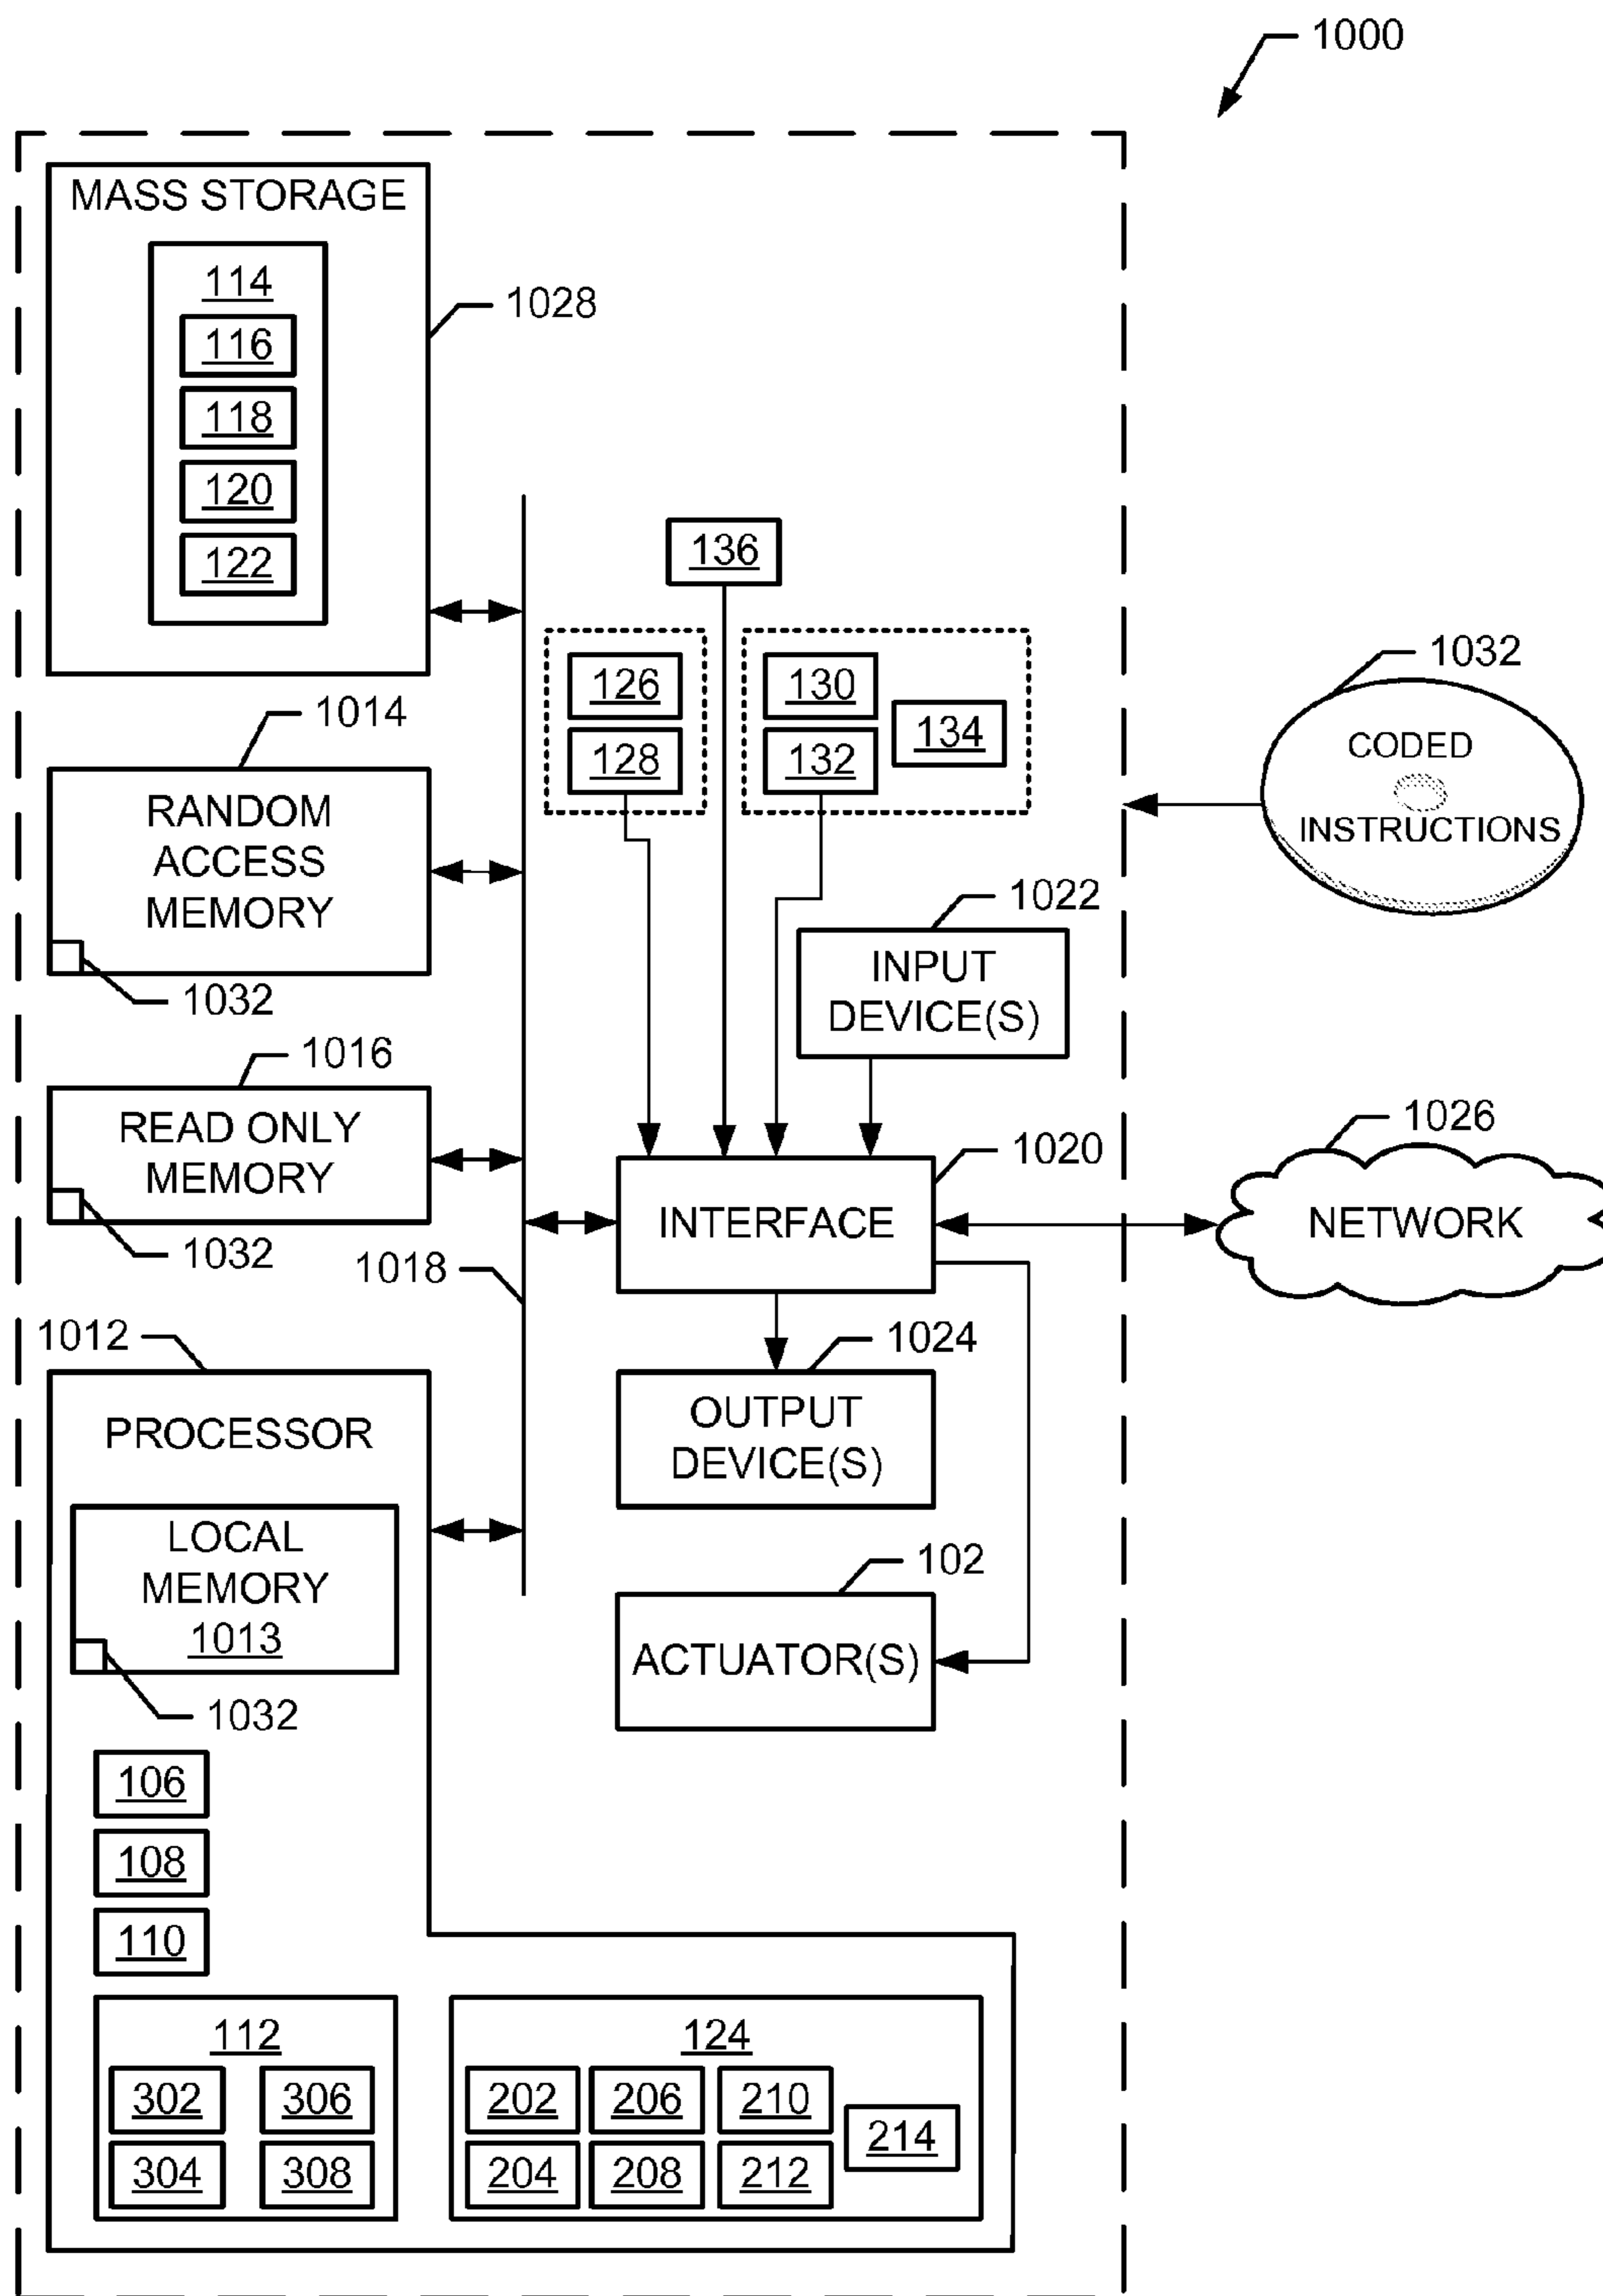 1000
MASS STORAGE
114
116
118
120
122
1028
136
126
128
130
132
134
1032
CODED
INSTRUCTIONS
1014
RANDOM
ACCESS
MEMORY
1032
1022
INPUT
DEVICE(S)
1016
READ ONLY
MEMORY
1032
1018
1020
INTERFACE
1026
NETWORK
1012
PROCESSOR
LOCAL
MEMORY
1013
1032
1024
OUTPUT
DEVICE(S)
102
ACTUATOR(S)
106
108
110
112
302
306
304
308
124
202
206
210
204
208
212
214